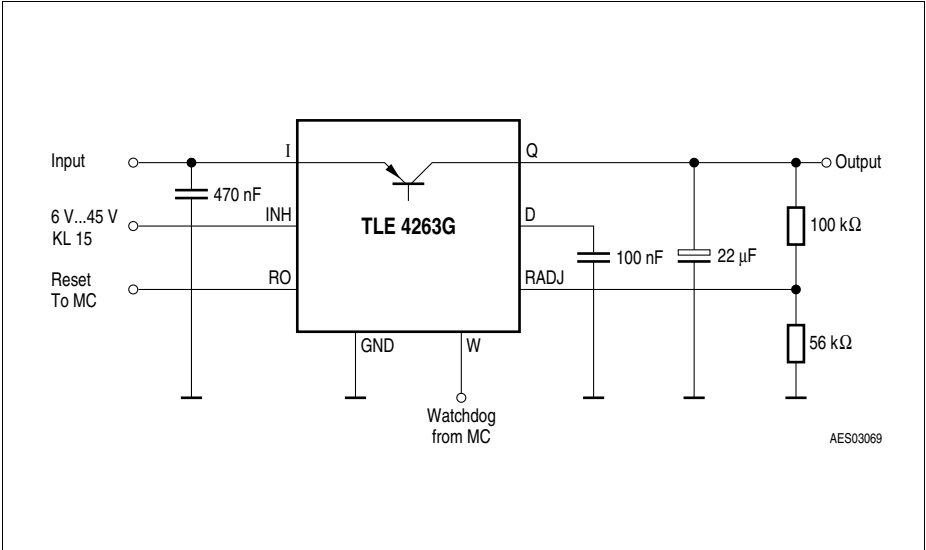 Input
I
Q
Output
470 nF
6 V...45 V
KL 15
INH
TLE 4263G
D
100 kΩ
100 nF
22 μF
Reset
To MC
RO
RADJ
GND
W
56 kΩ
Watchdog
from MC
AES03069